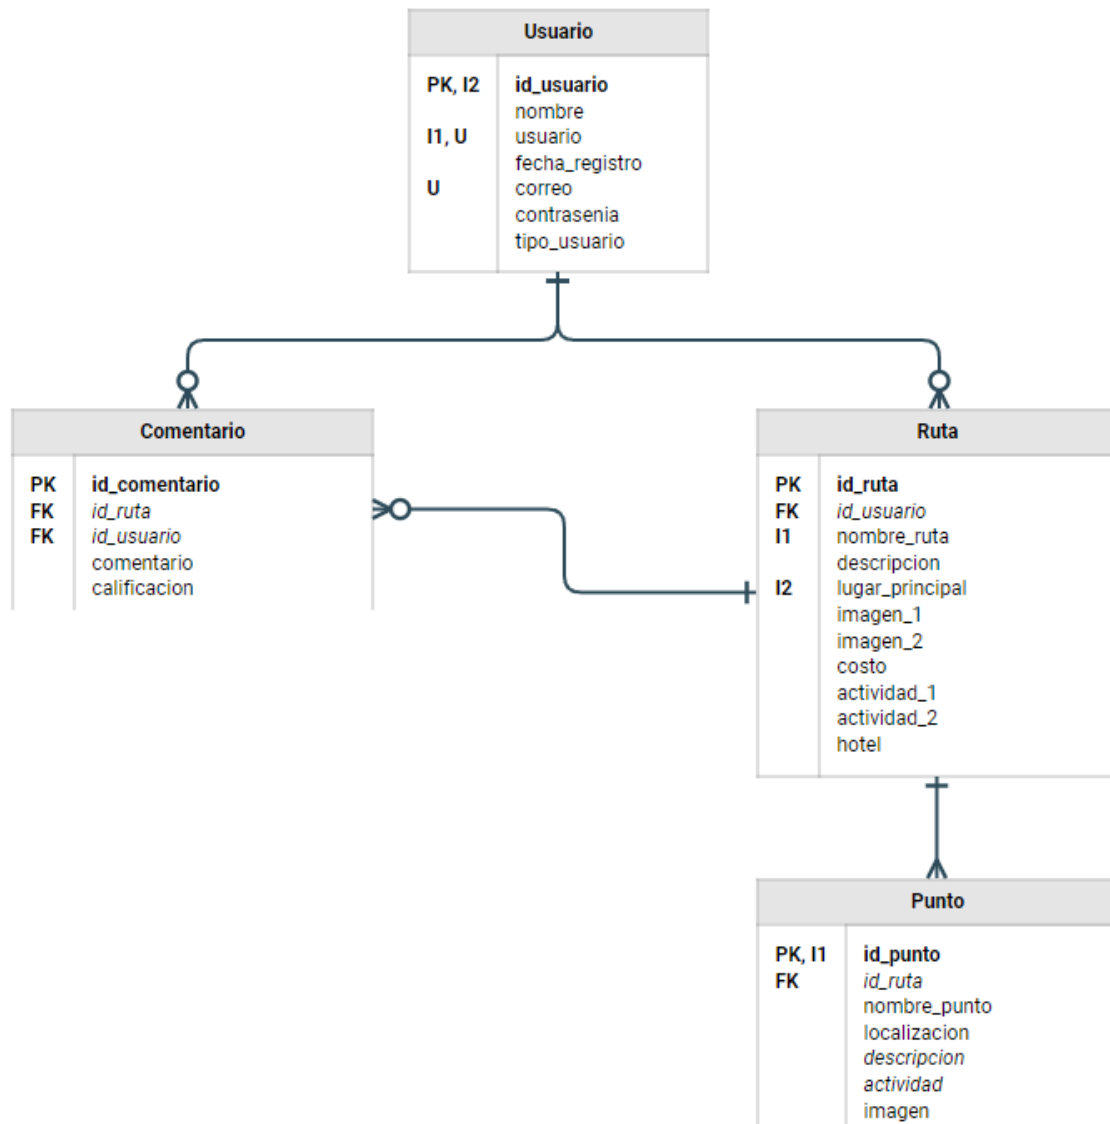 Usuario
PK, I2 id_usuario
nombre
I1, U usuario
fecha_registro
U correo
contrasenia
tipo_usuario
Comentario
PK id_comentario
FK id_ruta
FK id_usuario
comentario
calificacion
Ruta
PK id_ruta
FK id_usuario
I1 nombre_ruta
descripcion
I2 lugar_principal
imagen_1
imagen_2
costo
actividad_1
actividad_2
hotel
Punto
PK, I1 id_punto
FK id_ruta
nombre_punto
localizacion
descripcion
actividad
imagen